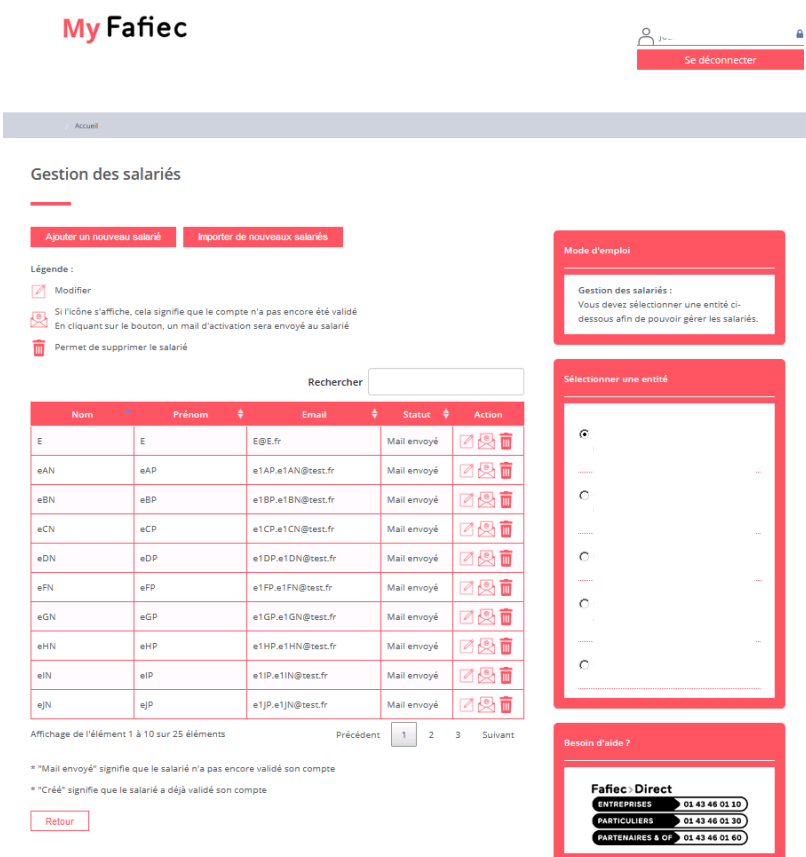 My Fafiec
Se déconnecter
Accueil
Gestion des salariés
Ajouter un nouveau salarié
Importer de nouveaux salariés
Légende :
Modifier
Si l'icône s'affiche, cela signifie que le compte n'a pas encore été validé
En cliquant sur le bouton, un mail d'activation sera envoyé au salarié
Permet de supprimer le salarié
Rechercher
Nom Prénom Email Statut Action
E E E@E.fr Mail envoyé
eAN eAP e1AP.e1AN@test.fr Mail envoyé
eBN eBP e1BP.e1BN@test.fr Mail envoyé
eCN eCP e1CP.e1CN@test.fr Mail envoyé
eDN eDP e1DP.e1DN@test.fr Mail envoyé
eFN eFP e1FP.e1FN@test.fr Mail envoyé
eGN eGP e1GP.e1GN@test.fr Mail envoyé
eHN eHP e1HP.e1HN@test.fr Mail envoyé
eIN eIP e1IP.e1IN@test.fr Mail envoyé
eJN eJP e1JP.e1JN@test.fr Mail envoyé
Affichage de l'élément 1 à 10 sur 25 éléments
Précédent 1 2 3 Suivant
* "Mail envoyé" signifie que le salarié n'a pas encore validé son compte
* "Créé" signifie que le salarié a déjà validé son compte
Retour
Mode d'emploi
Gestion des salariés :
Vous devez sélectionner une entité ci-
dessous afin de pouvoir gérer les salariés.
Sélectionner une entité
Besoin d'aide ?
Fafiec > Direct
ENTREPRISES 01 43 46 01 10
PARTICULIERS 01 43 46 01 30
PARTENAIRES & OF 01 43 46 01 60